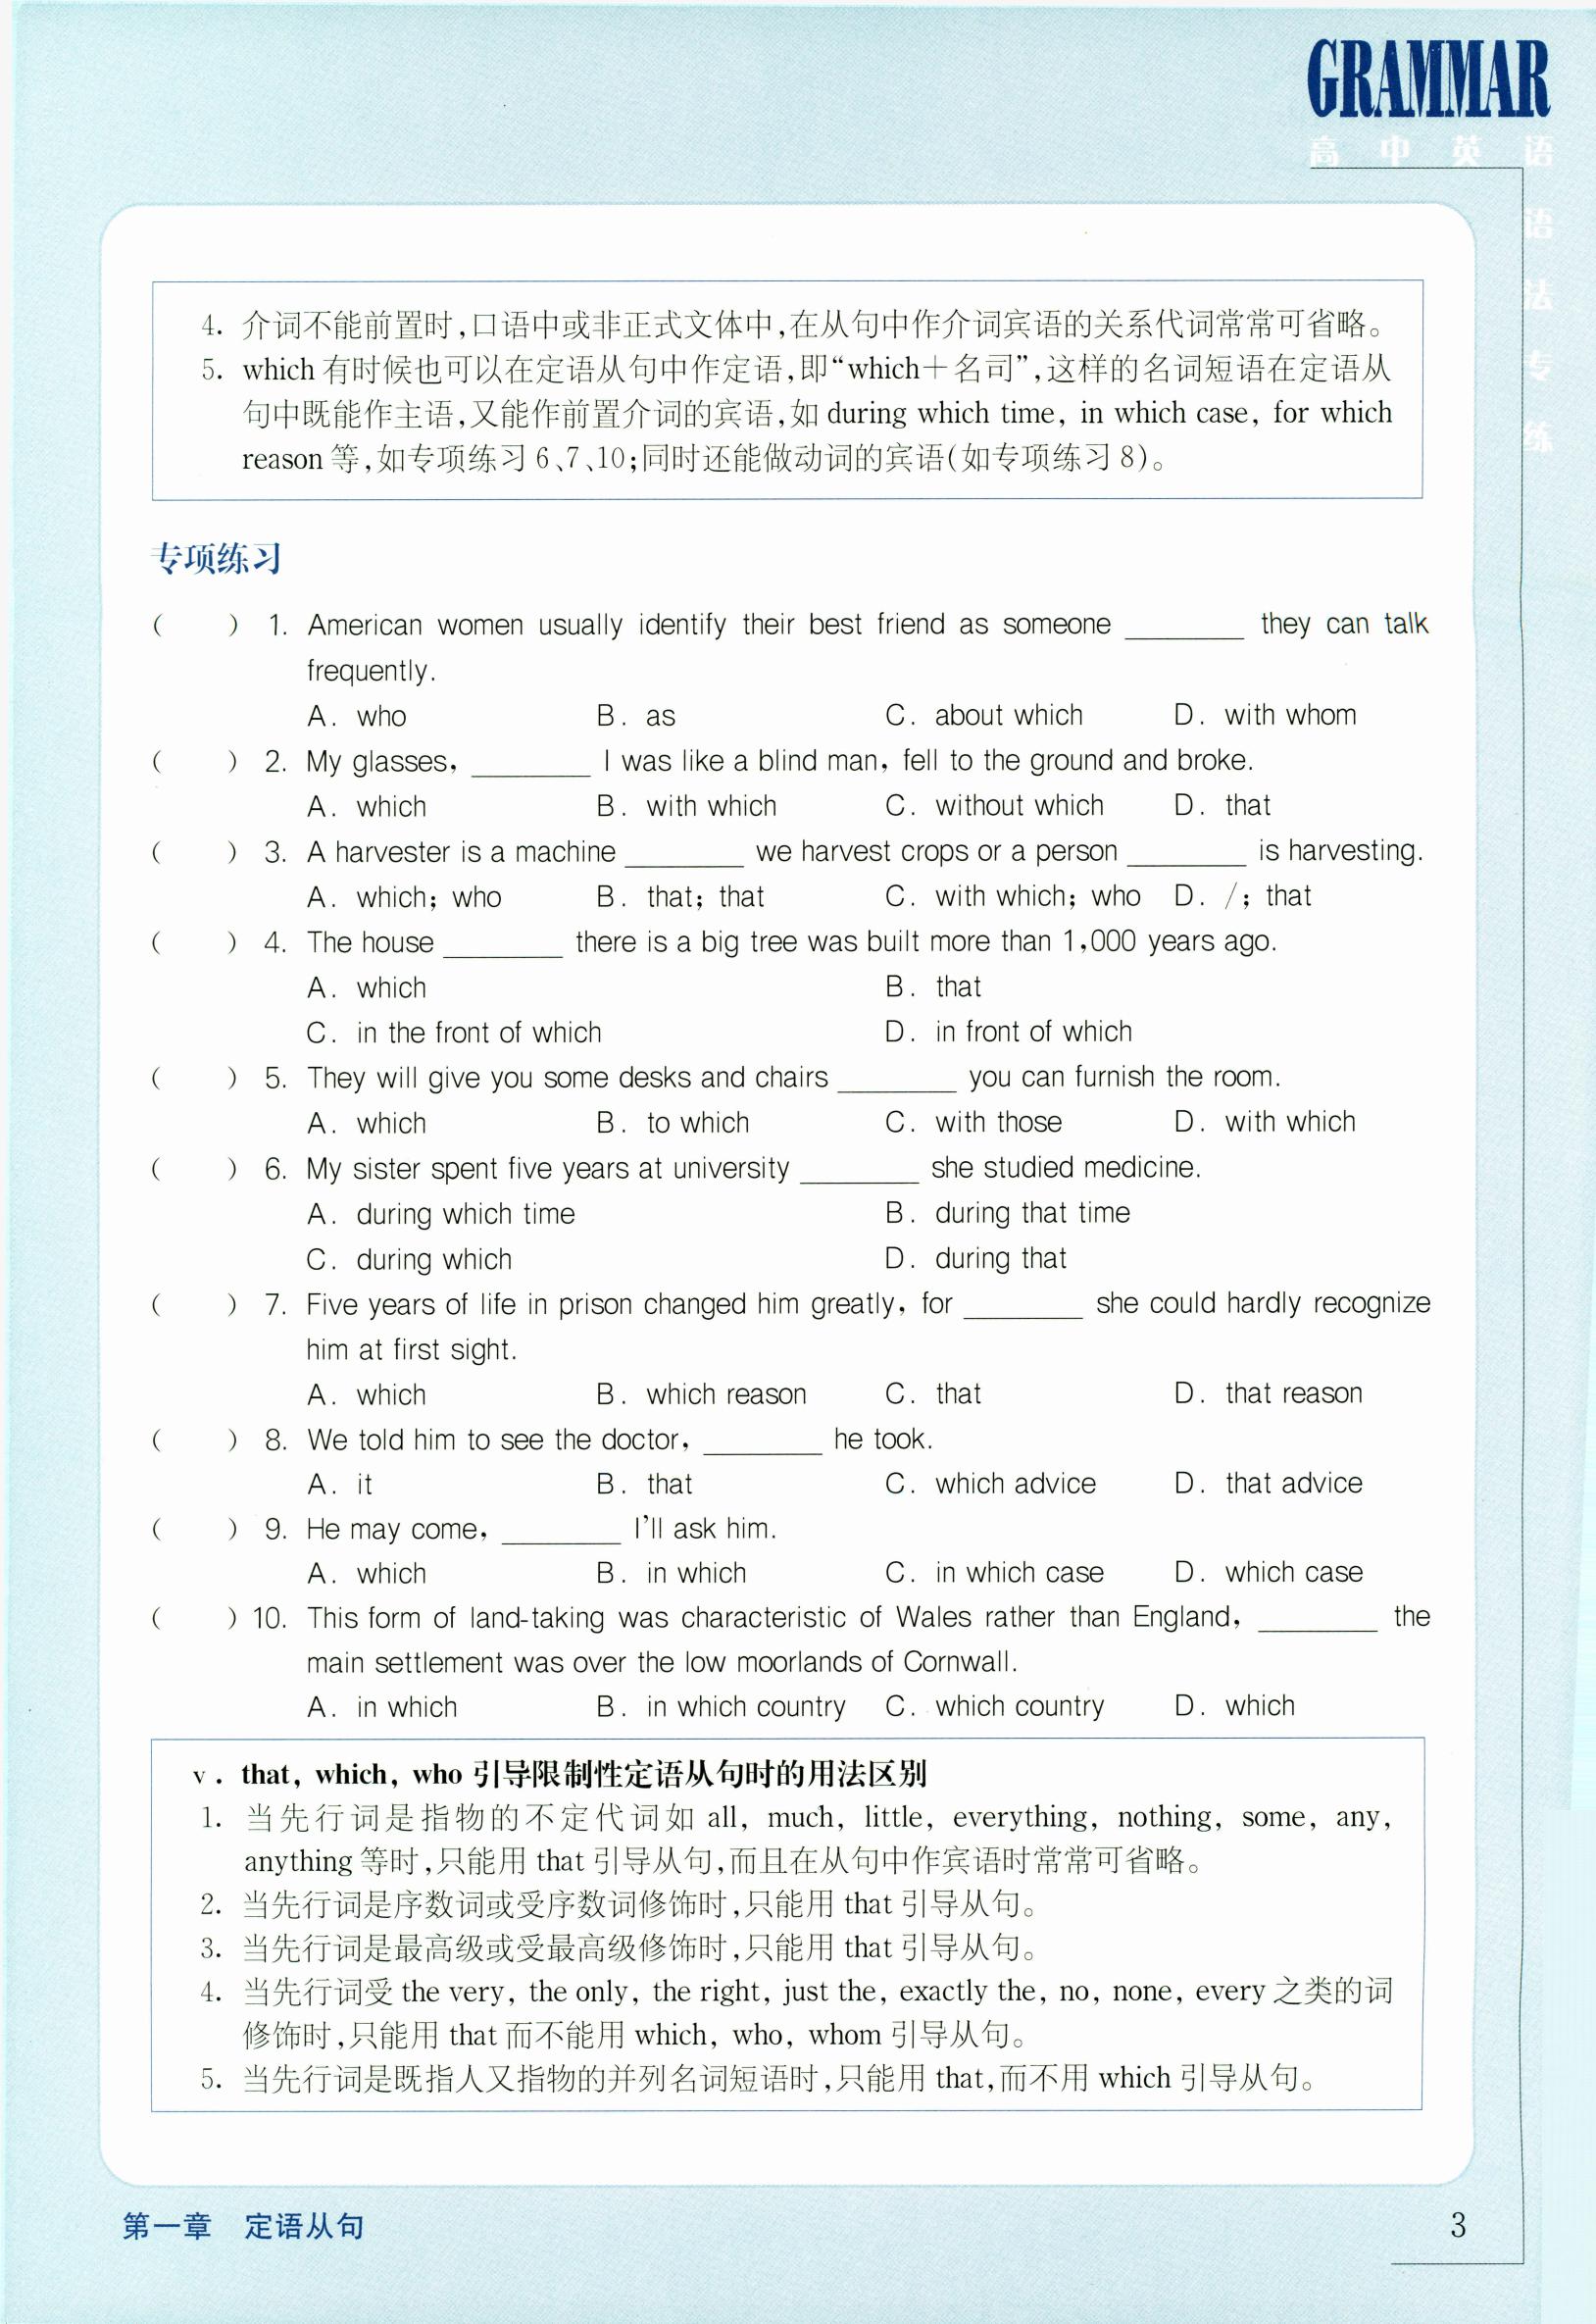 GRAMMAR
高中英语
语
法
专
练
4. 介词不能前置时,口语中或非正式文体中,在从句中作介词宾语的关系代词常常可省略。
5. which 有时候也可以在定语从句中作定语,即“which＋名司”,这样的名词短语在定语从
句中既能作主语,又能作前置介词的宾语,如 during which time, in which case, for which
reason 等,如专项练习 6、7、10;同时还能做动词的宾语(如专项练习 8)。
专项练习
( ) 1. American women usually identify their best friend as someone ________ they can talk
frequently.
A. who B. as C. about which D. with whom
( ) 2. My glasses, ________ I was like a blind man, fell to the ground and broke.
A. which B. with which C. without which D. that
( ) 3. A harvester is a machine ________ we harvest crops or a person ________ is harvesting.
A. which; who B. that; that C. with which; who D. /; that
( ) 4. The house ________ there is a big tree was built more than 1,000 years ago.
A. which B. that
C. in the front of which D. in front of which
( ) 5. They will give you some desks and chairs ________ you can furnish the room.
A. which B. to which C. with those D. with which
( ) 6. My sister spent five years at university ________ she studied medicine.
A. during which time B. during that time
C. during which D. during that
( ) 7. Five years of life in prison changed him greatly, for ________ she could hardly recognize
him at first sight.
A. which B. which reason C. that D. that reason
( ) 8. We told him to see the doctor, ________ he took.
A. it B. that C. which advice D. that advice
( ) 9. He may come, ________ I'll ask him.
A. which B. in which C. in which case D. which case
( ) 10. This form of land-taking was characteristic of Wales rather than England, ________ the
main settlement was over the low moorlands of Cornwall.
A. in which B. in which country C. which country D. which
v. that, which, who 引导限制性定语从句时的用法区别
1. 当先行词是指物的不定代词如 all, much, little, everything, nothing, some, any,
anything 等时,只能用 that 引导从句,而且在从句中作宾语时常常可省略。
2. 当先行词是序数词或受序数词修饰时,只能用 that 引导从句。
3. 当先行词是最高级或受最高级修饰时,只能用 that 引导从句。
4. 当先行词受 the very, the only, the right, just the, exactly the, no, none, every 之类的词
修饰时,只能用 that 而不能用 which, who, whom 引导从句。
5. 当先行词是既指人又指物的并列名词短语时,只能用 that,而不用 which 引导从句。
第一章 定语从句
3